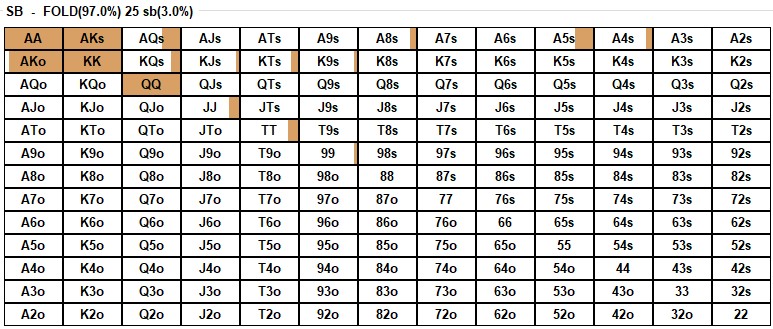 SB - FOLD(97.0%) 25 sb(3.0%)
AA AKs AQs AJs ATs A9s A8s A7s A6s A5s A4s A3s A2s
AKo KK KQs KJs KTs K9s K8s K7s K6s K5s K4s K3s K2s
AQo KQo QQ QJs QTs Q9s Q8s Q7s Q6s Q5s Q4s Q3s Q2s
AJo KJo QJo JJ JTs J9s J8s J7s J6s J5s J4s J3s J2s
ATo KTo QTo JTo TT T9s T8s T7s T6s T5s T4s T3s T2s
A9o K9o Q9o J9o T9o 99 98s 97s 96s 95s 94s 93s 92s
A8o K8o Q8o J8o T8o 98o 88 87s 86s 85s 84s 83s 82s
A7o K7o Q7o J7o T7o 97o 87o 77 76s 75s 74s 73s 72s
A6o K6o Q6o J6o T6o 96o 86o 76o 66 65s 64s 63s 62s
A5o K5o Q5o J5o T5o 95o 85o 75o 65o 55 54s 53s 52s
A4o K4o Q4o J4o T4o 94o 84o 74o 64o 54o 44 43s 42s
A3o K3o Q3o J3o T3o 93o 83o 73o 63o 53o 43o 33 32s
A2o K2o Q2o J2o T2o 92o 82o 72o 62o 52o 42o 32o 22